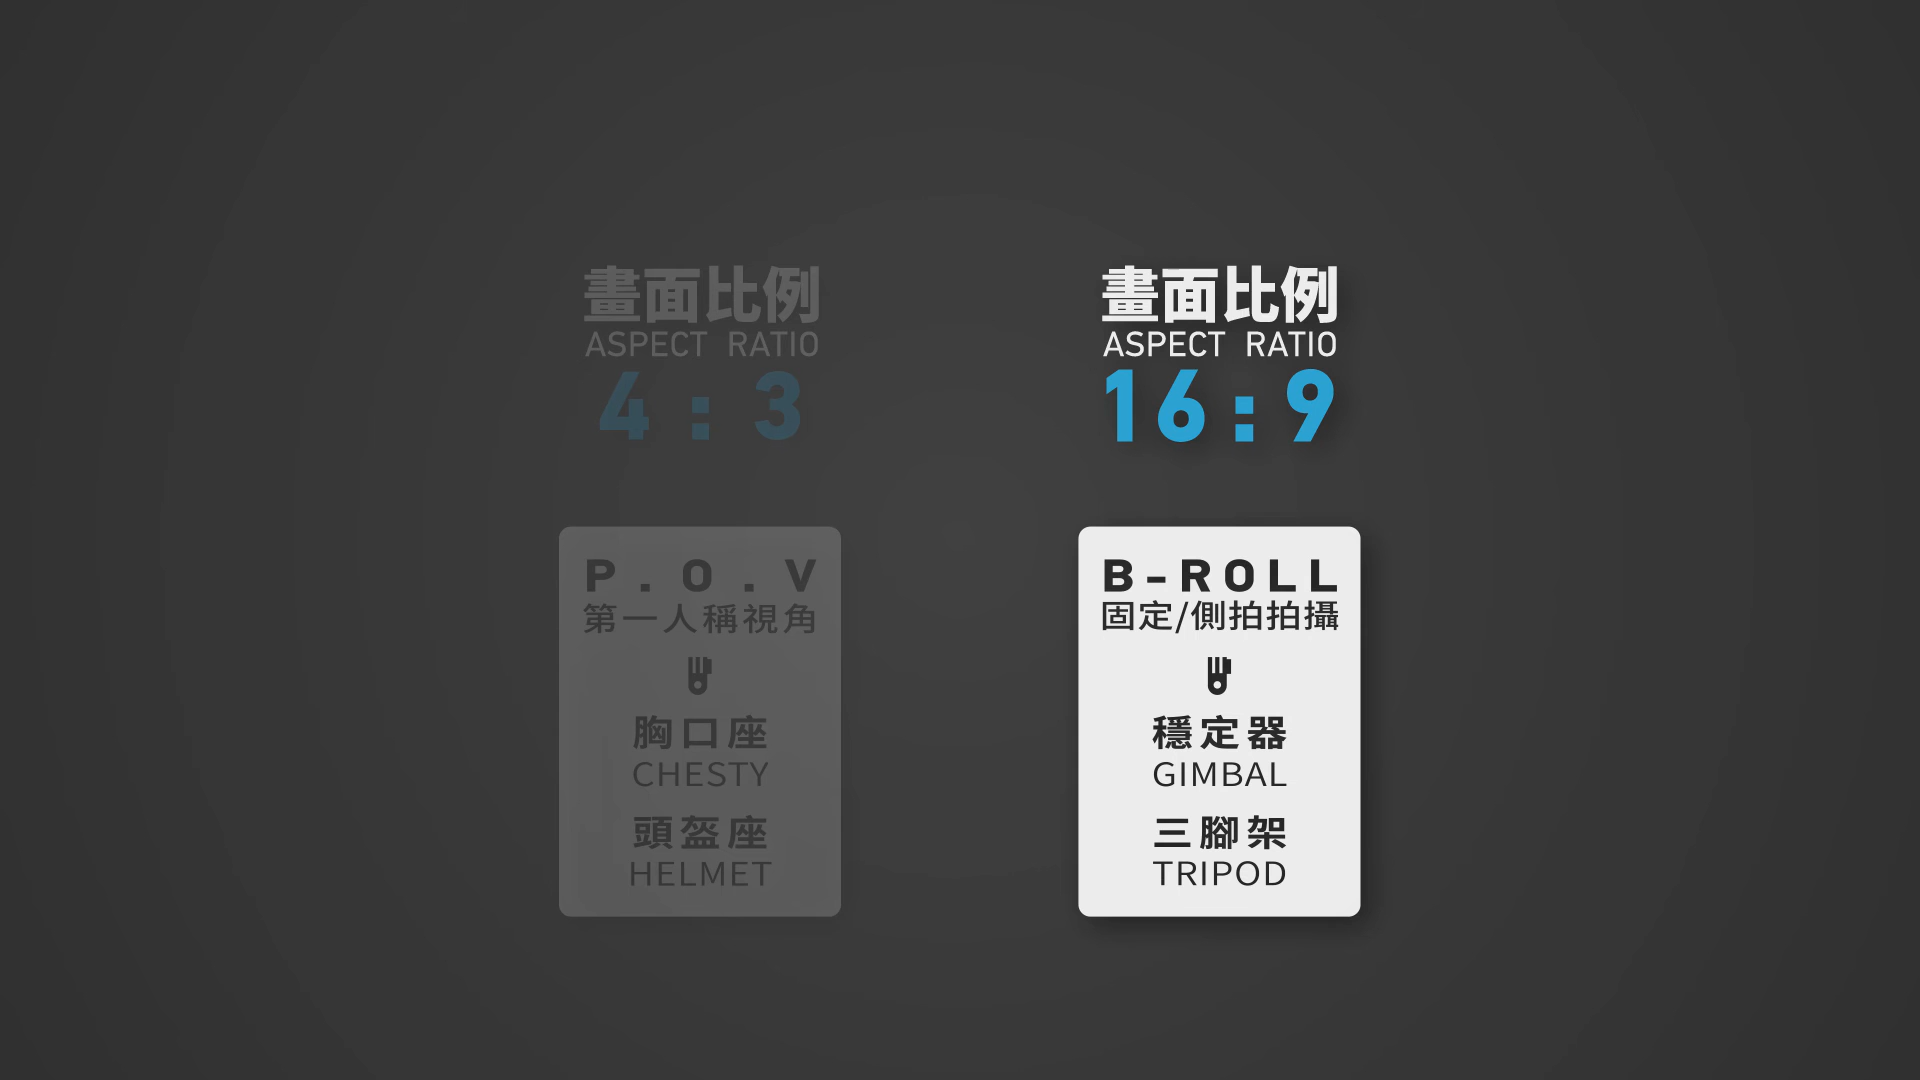 畫面比例
ASPECT RATIO
4:3
P.O.V
第一人稱視角
胸口座
CHESTY
頭盔座
HELMET
畫面比例
ASPECT RATIO
16:9
B-ROLL
固定/側拍拍攝
穩定器
GIMBAL
三腳架
TRIPOD